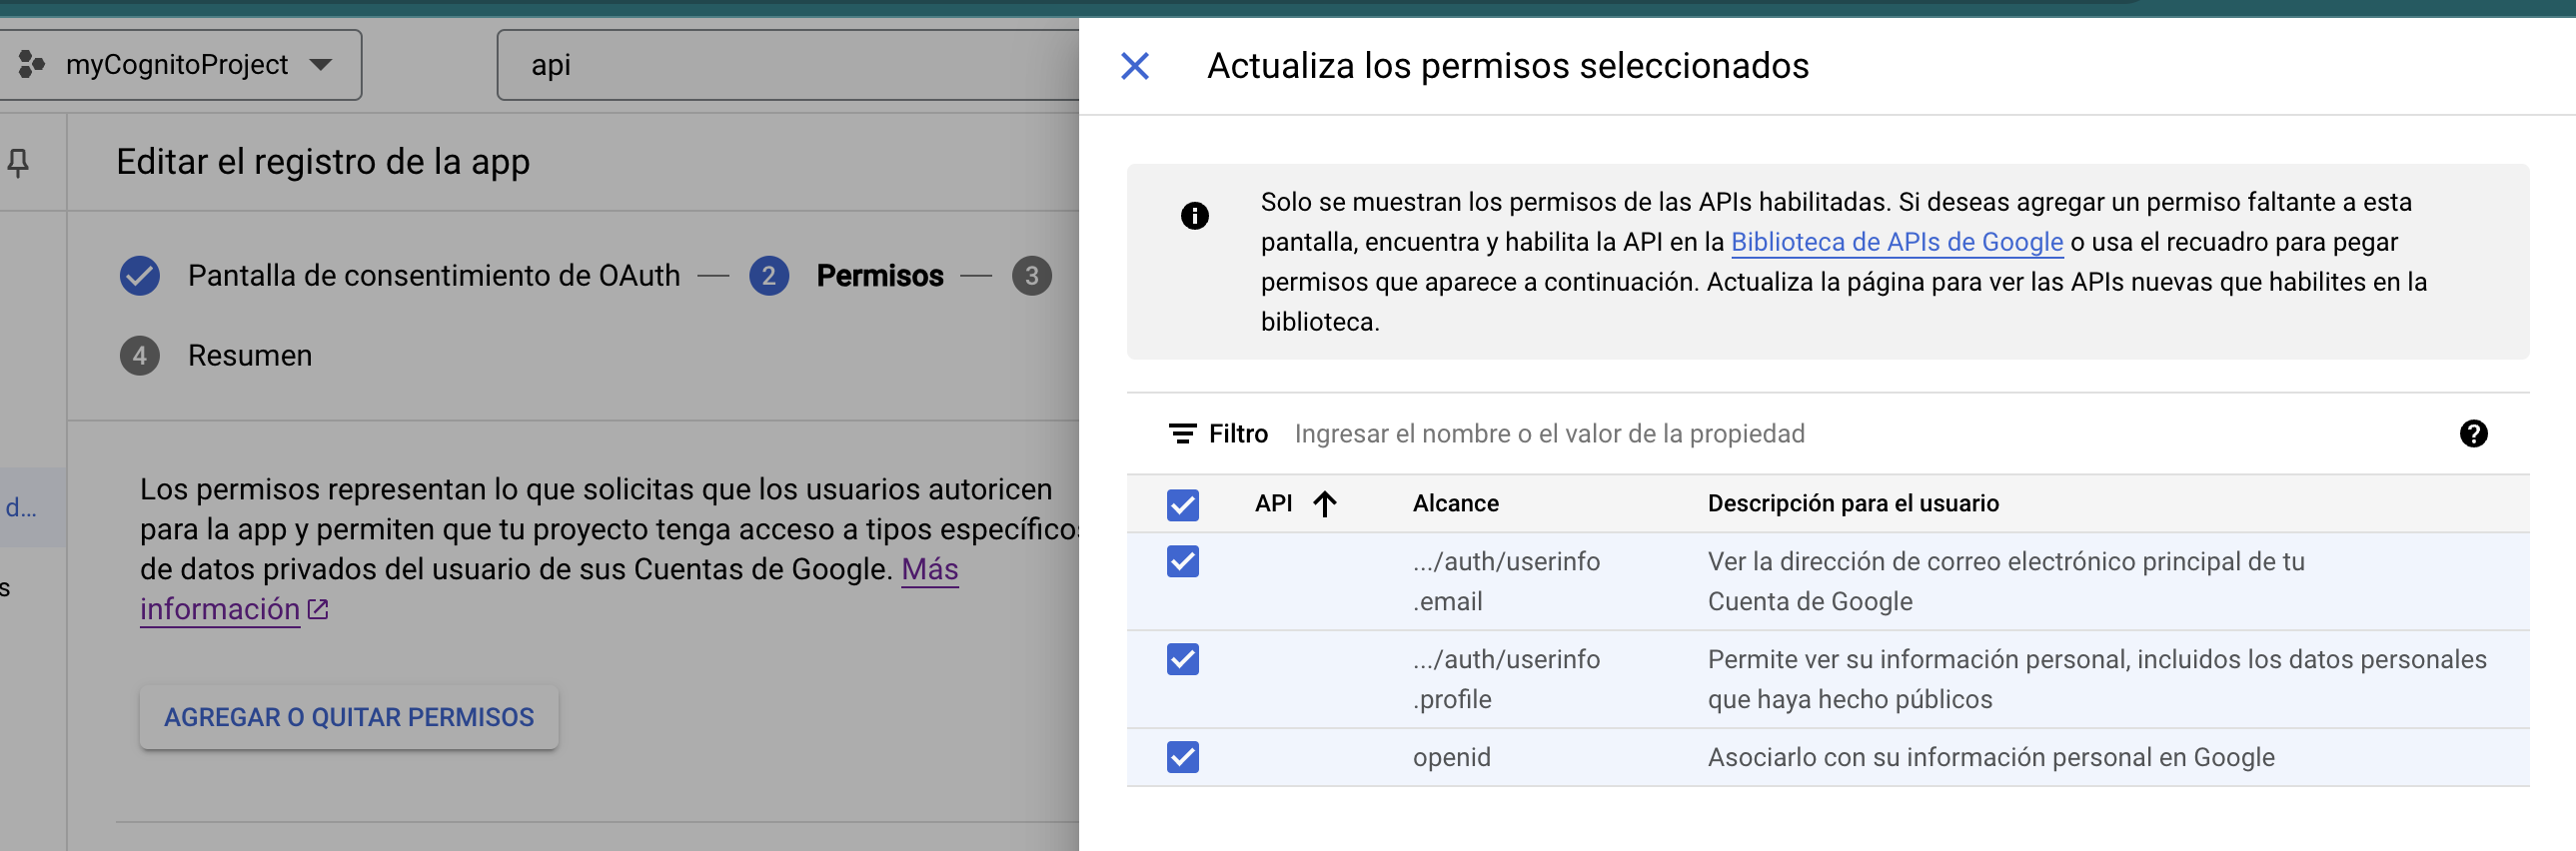 myCognitoProject
api
Editar el registro de la app
Pantalla de consentimiento de OAuth
2 Permisos
3
4 Resumen
d...
s
Los permisos representan lo que solicitas que los usuarios autoricen
para la app y permiten que tu proyecto tenga acceso a tipos específicos
de datos privados del usuario de sus Cuentas de Google. Más
información
AGREGAR O QUITAR PERMISOS
Actualiza los permisos seleccionados
Solo se muestran los permisos de las APIs habilitadas. Si deseas agregar un permiso faltante a esta
pantalla, encuentra y habilita la API en la Biblioteca de APIs de Google o usa el recuadro para pegar
permisos que aparece a continuación. Actualiza la página para ver las APIs nuevas que habilites en la
biblioteca.
Filtro Ingresar el nombre o el valor de la propiedad
API Alcance Descripción para el usuario
.../auth/userinfo Ver la dirección de correo electrónico principal de tu
.email Cuenta de Google
.../auth/userinfo Permite ver su información personal, incluidos los datos personales
.profile que haya hecho públicos
openid Asociarlo con su información personal en Google